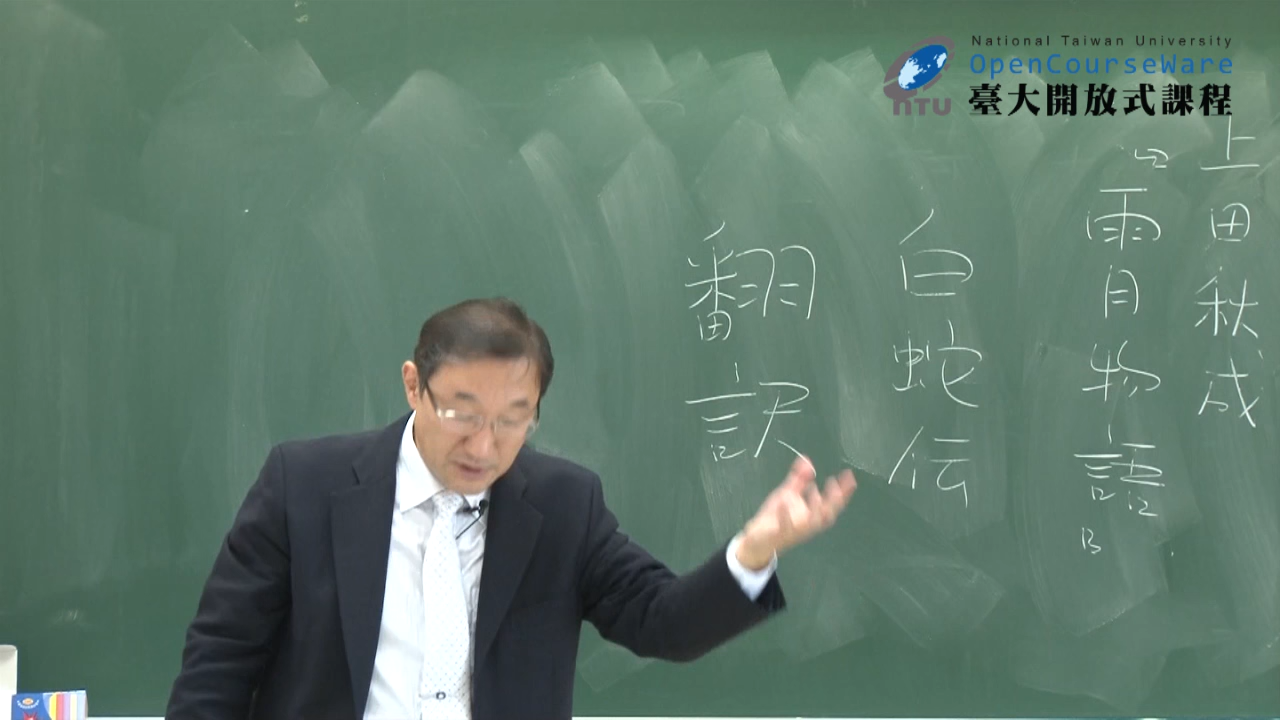 National Taiwan University
OpenCourseWare
臺大開放式課程
NTU
上田秋成
雨月物語
白蛇伝
翻訳